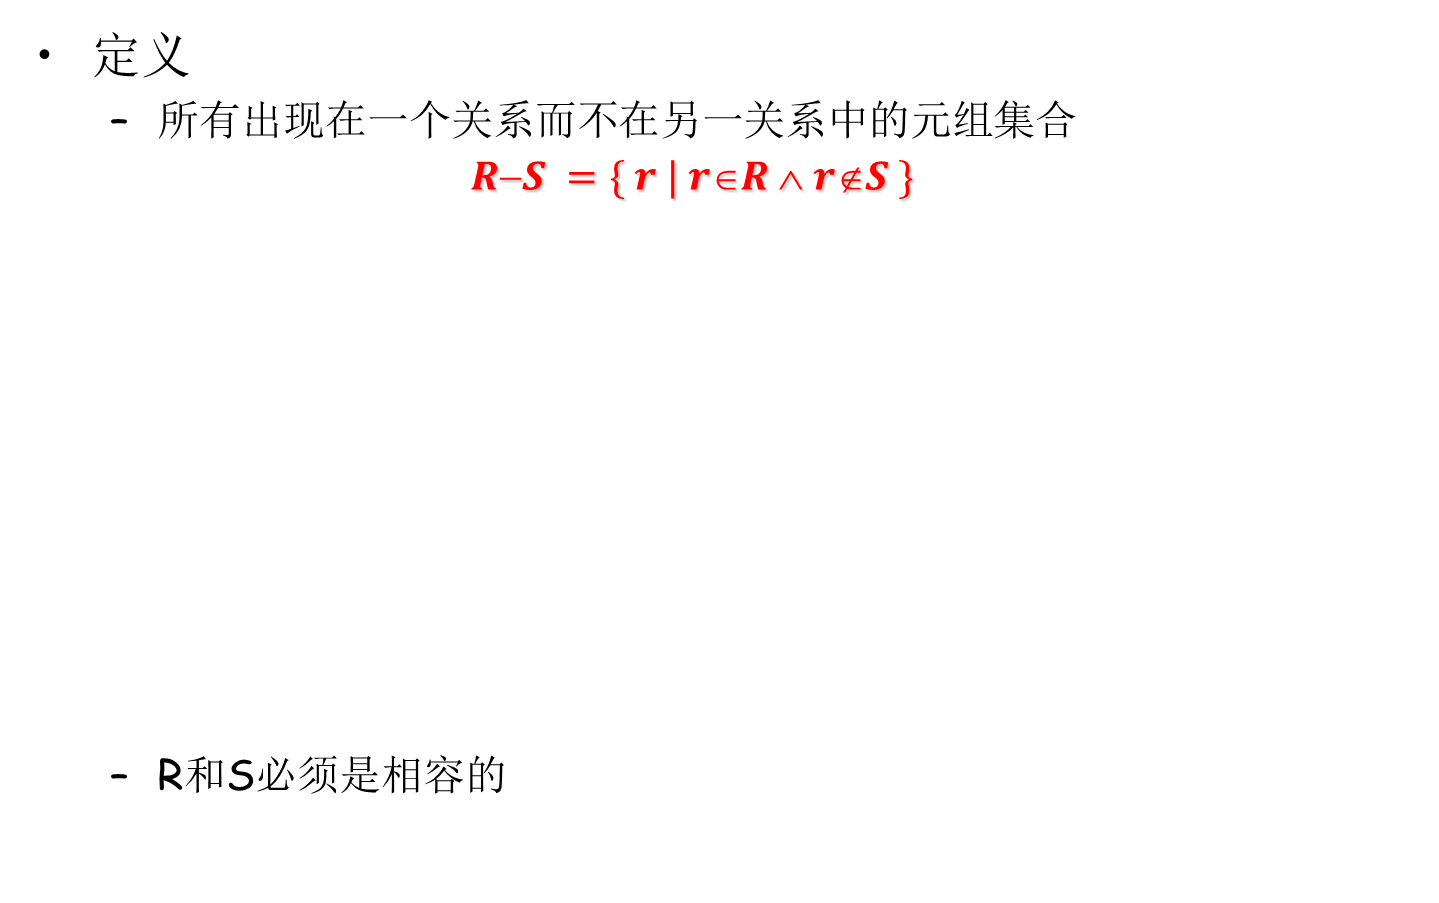 • 定义
– 所有出现在一个关系而不在另一关系中的元组集合
R−S = { r | r∈R ∧ r∉S }
– R和S必须是相容的